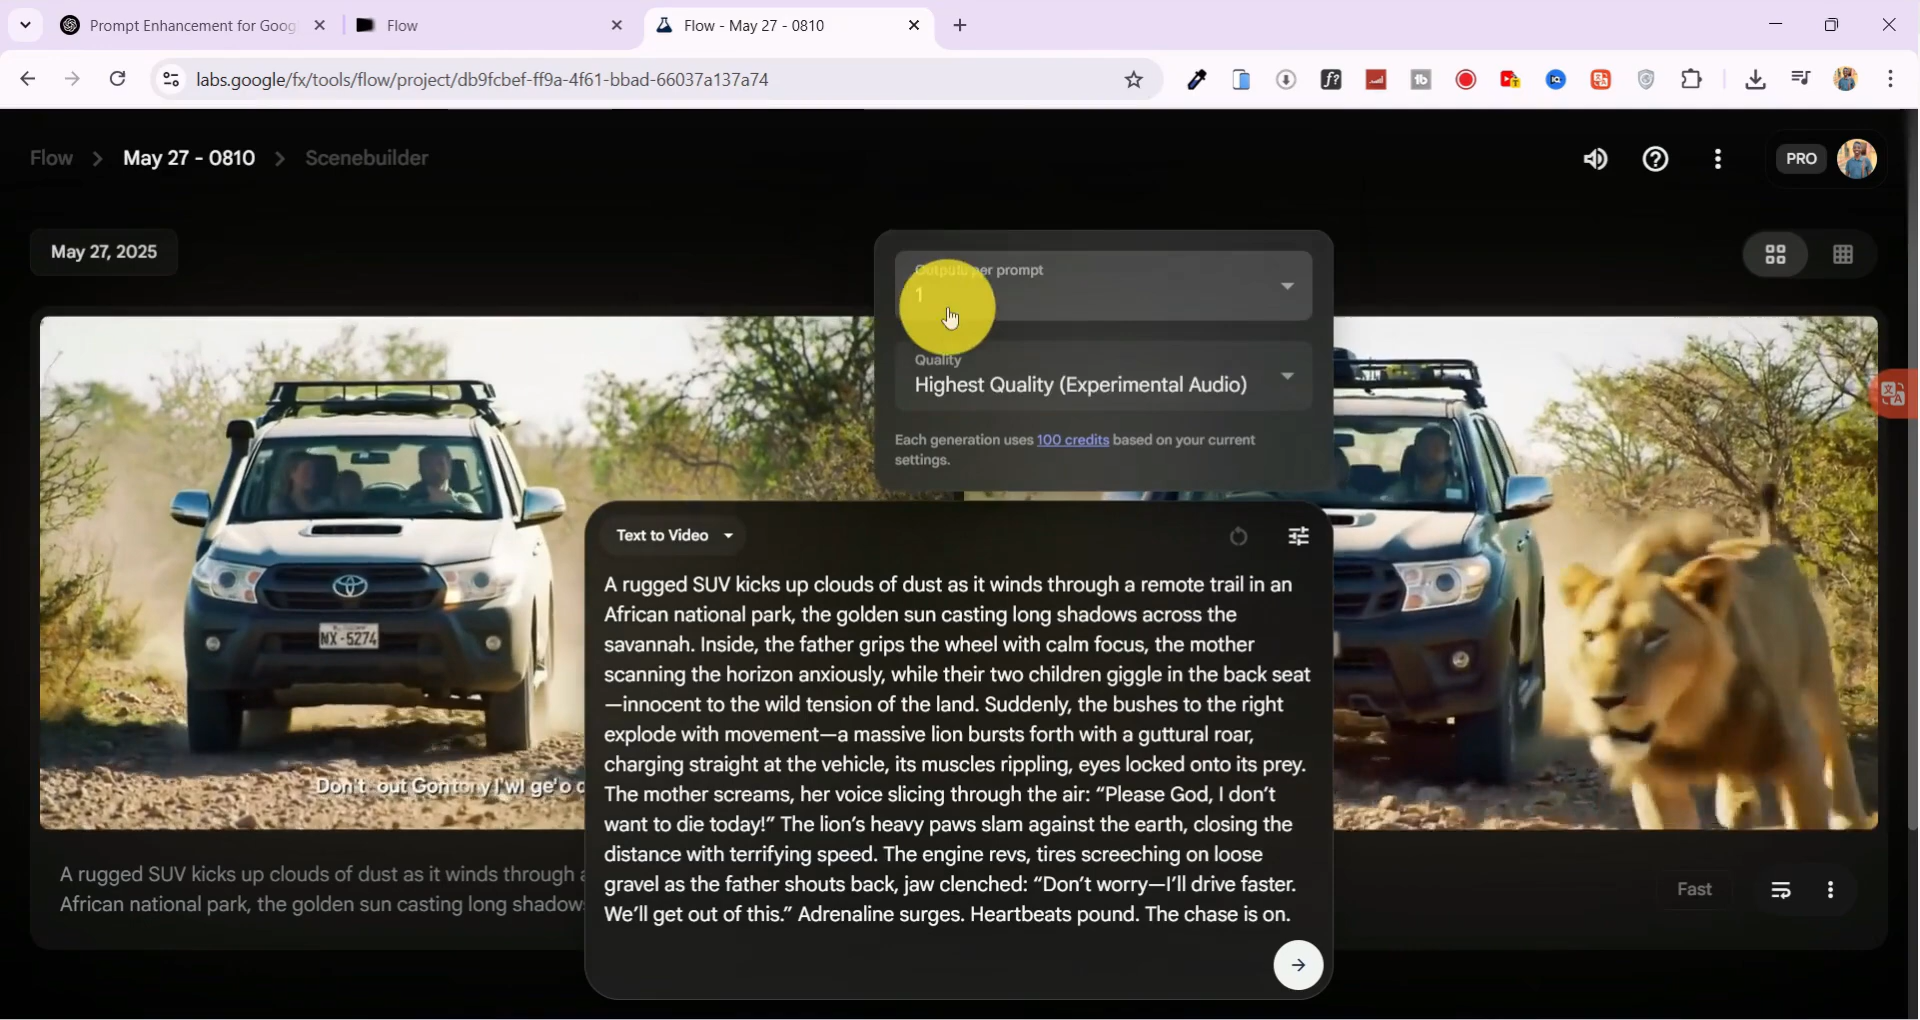 Prompt Enhancement for Goog
Flow
Flow - May 27 - 0810
labs.google/fx/tools/flow/project/db9fcbef-ff9a-4f61-bbad-66037a137a74
Flow > May 27 - 0810 > Scenebuilder
PRO
May 27, 2025
Outputs per prompt
1
Quality
Highest Quality (Experimental Audio)
Each generation uses 100 credits based on your current
settings.
Text to Video
A rugged SUV kicks up clouds of dust as it winds through a remote trail in an
African national park, the golden sun casting long shadows across the
savannah. Inside, the father grips the wheel with calm focus, the mother
scanning the horizon anxiously, while their two children giggle in the back seat
—innocent to the wild tension of the land. Suddenly, the bushes to the right
explode with movement—a massive lion bursts forth with a guttural roar,
charging straight at the vehicle, its muscles rippling, eyes locked onto its prey.
The mother screams, her voice slicing through the air: “Please God, I don’t
want to die today!” The lion’s heavy paws slam against the earth, closing the
distance with terrifying speed. The engine revs, tires screeching on loose
gravel as the father shouts back, jaw clenched: “Don’t worry—I’ll drive faster.
We’ll get out of this.” Adrenaline surges. Heartbeats pound. The chase is on.
NX-5274
A rugged SUV kicks up clouds of dust as it winds through
African national park, the golden sun casting long shadow
Fast